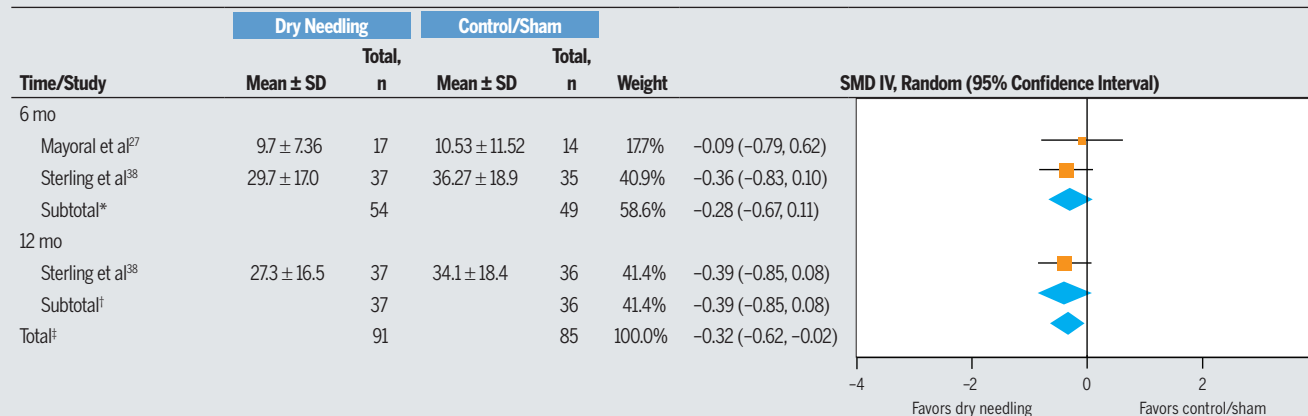 Dry Needling Control/Sham
Total, Total,
Time/Study Mean ± SD n Mean ± SD n Weight SMD IV, Random (95% Confidence Interval)
6 mo
Mayoral et al27 9.7 ± 7.36 17 10.53 ± 11.52 14 17.7% −0.09 (−0.79, 0.62)
Sterling et al38 29.7 ± 17.0 37 36.27 ± 18.9 35 40.9% −0.36 (−0.83, 0.10)
Subtotal* 54 49 58.6% −0.28 (−0.67, 0.11)
12 mo
Sterling et al38 27.3 ± 16.5 37 34.1 ± 18.4 36 41.4% −0.39 (−0.85, 0.08)
Subtotal† 37 36 41.4% −0.39 (−0.85, 0.08)
Total‡ 91 85 100.0% −0.32 (−0.62, −0.02)
−4 −2 0 2
Favors dry needling Favors control/sham